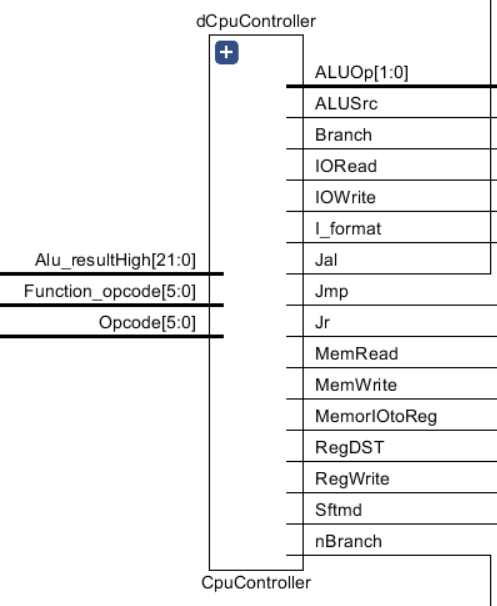 dCpuController
ALUOp[1:0]
ALUSrc
Branch
IORead
IOWrite
I_format
Alu_resultHigh[21:0]
Jal
Function_opcode[5:0]
Jmp
Opcode[5:0]
Jr
MemRead
MemWrite
MemorIOtoReg
RegDST
RegWrite
Sftmd
nBranch
CpuController